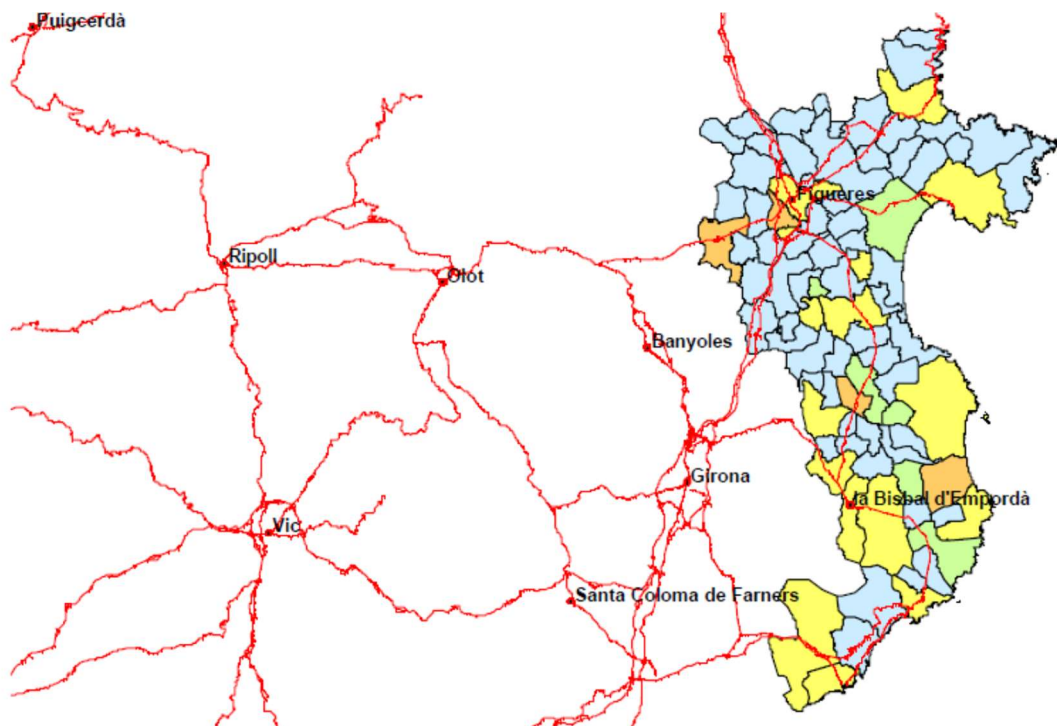 Puigcerdà
Figueres
Ripoll
Olot
Banyoles
Girona
la Bisbal d'Empordà
Vic
Santa Coloma de Farners